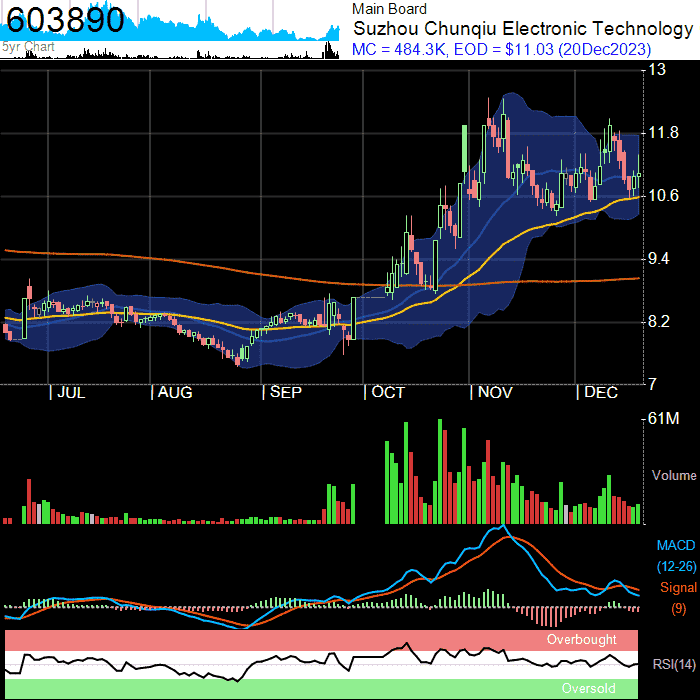 603890
5yr Chart
Main Board
Suzhou Chunqiu Electronic Technology
MC = 484.3K, EOD = $11.03 (20Dec2023)
13
11.8
10.6
9.4
8.2
7
| JUL | AUG | SEP | OCT | NOV | DEC
61M
Volume
MACD
(12-26)
Signal
(9)
Overbought
RSI(14)
Oversold